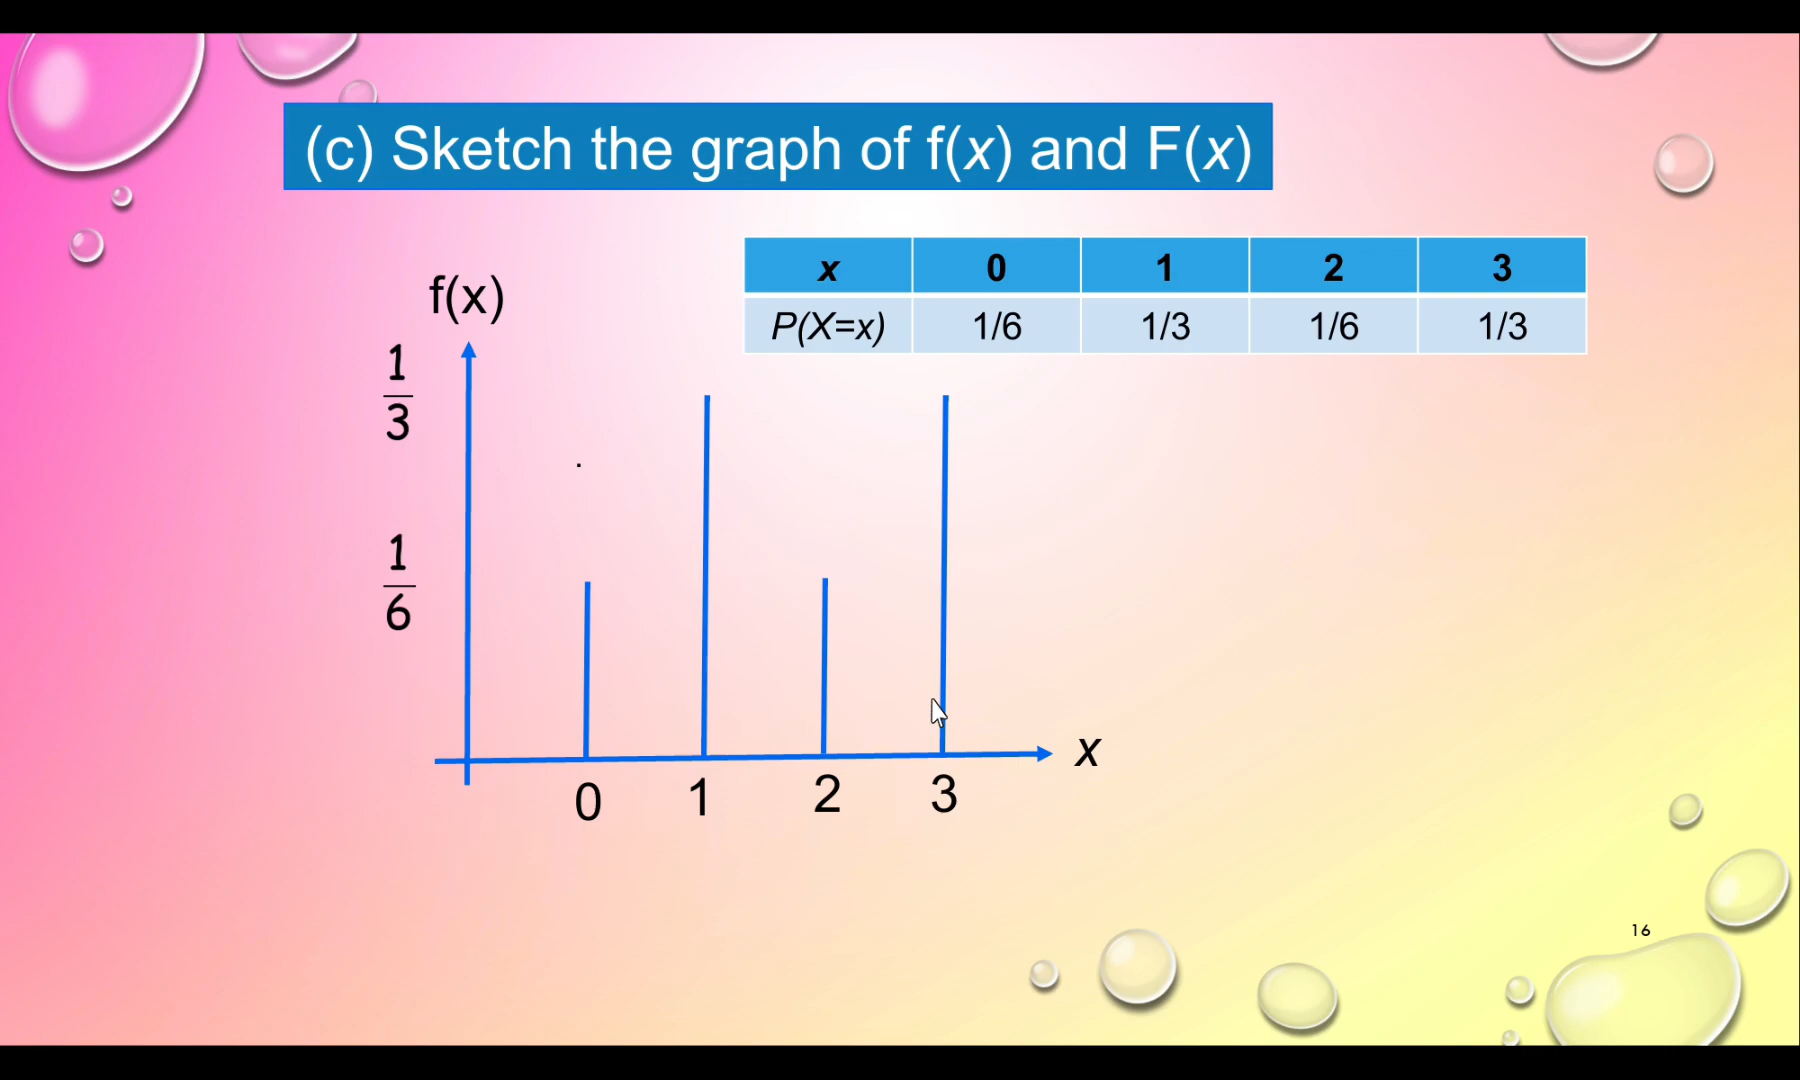 (c) Sketch the graph of f(x) and F(x)
x 0 1 2 3
P(X=x) 1/6 1/3 1/6 1/3
f(x)
1
3
1
6
x
0 1 2 3
16